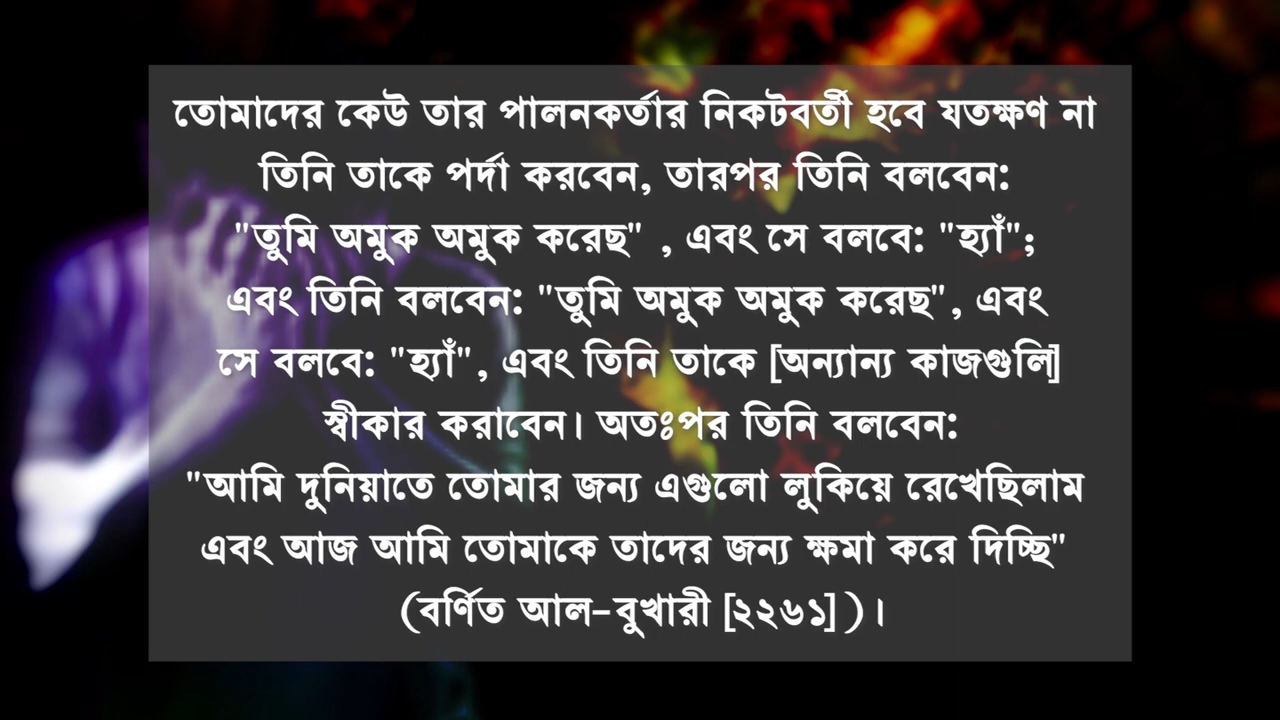 তোমাদের কেউ তার পালনকর্তার নিকটবর্তী হবে যতক্ষণ না
তিনি তাকে পর্দা করবেন, তারপর তিনি বলবেন:
"তুমি অমুক অমুক করেছ" , এবং সে বলবে: "হ্যাঁ";
এবং তিনি বলবেন: "তুমি অমুক অমুক করেছ", এবং
সে বলবে: "হ্যাঁ", এবং তিনি তাকে [অন্যান্য কাজগুলি]
স্বীকার করাবেন। অতঃপর তিনি বলবেন:
"আমি দুনিয়াতে তোমার জন্য এগুলো লুকিয়ে রেখেছিলাম
এবং আজ আমি তোমাকে তাদের জন্য ক্ষমা করে দিচ্ছি"
(বর্ণিত আল-বুখারী [২২৬১] )।